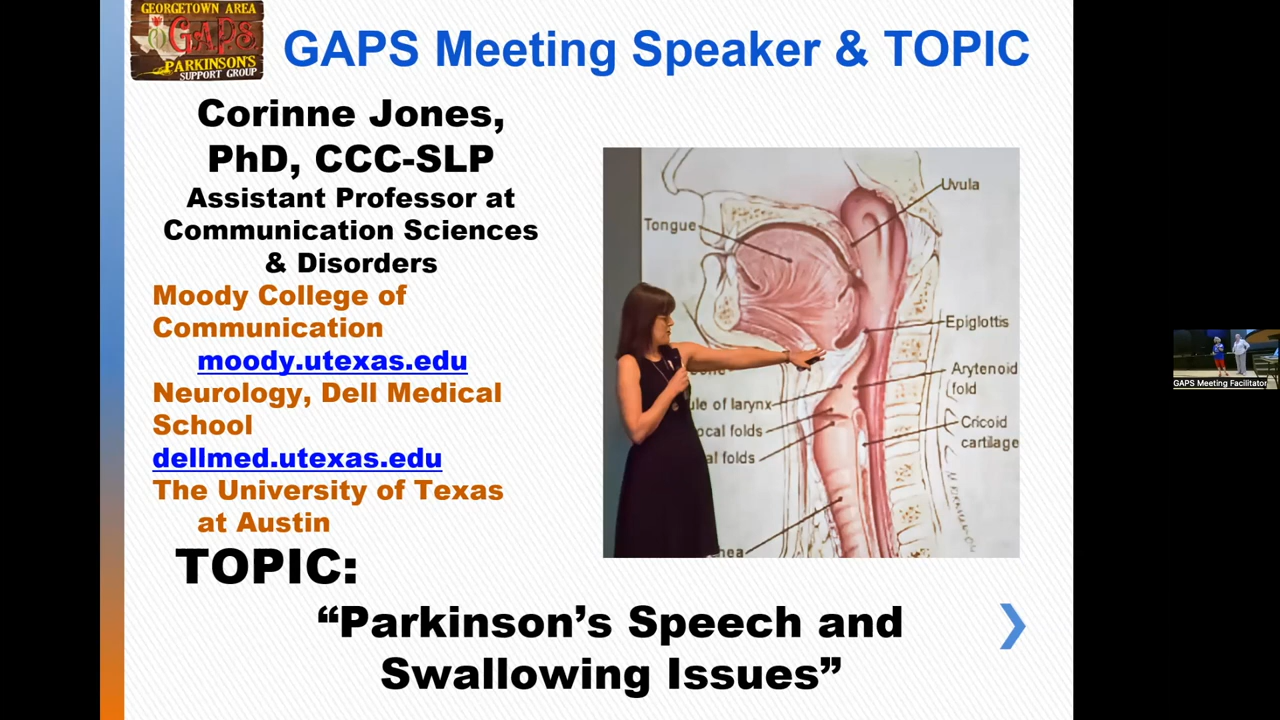 GEORGETOWN AREA
GAPS
PARKINSON'S
SUPPORT GROUP
GAPS Meeting Speaker & TOPIC
Corinne Jones,
PhD, CCC-SLP
Assistant Professor at
Communication Sciences
& Disorders
Moody College of
Communication
moody.utexas.edu
Neurology, Dell Medical
School
dellmed.utexas.edu
The University of Texas
at Austin
TOPIC:
“Parkinson’s Speech and
Swallowing Issues”
Uvula
Tongue
Epiglottis
Arytenoid
fold
ule of larynx
Cricoid
cartilage
ocal folds
al folds
hea
GAPS Meeting Facilitator